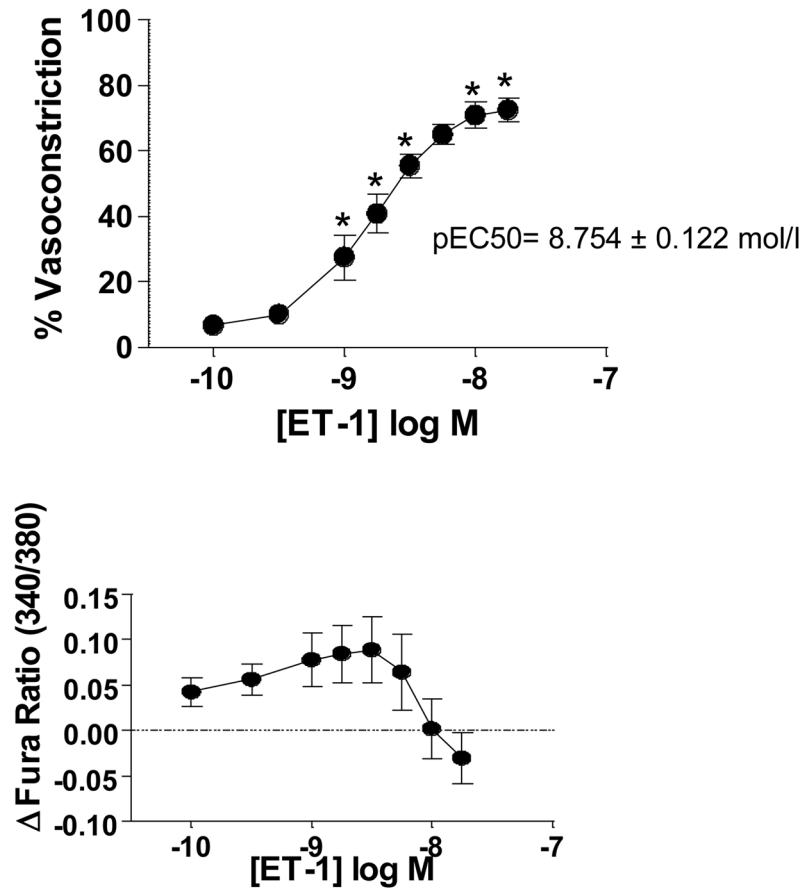 100
80
60
40
20
0
% Vasoconstriction
* * * * *
pEC50= 8.754 ± 0.122 mol/l
-10 -9 -8 -7
[ET-1] log M
0.15
0.10
0.05
0.00
-0.05
-0.10
Δ Fura Ratio (340/380)
-10 -9 -8 -7
[ET-1] log M